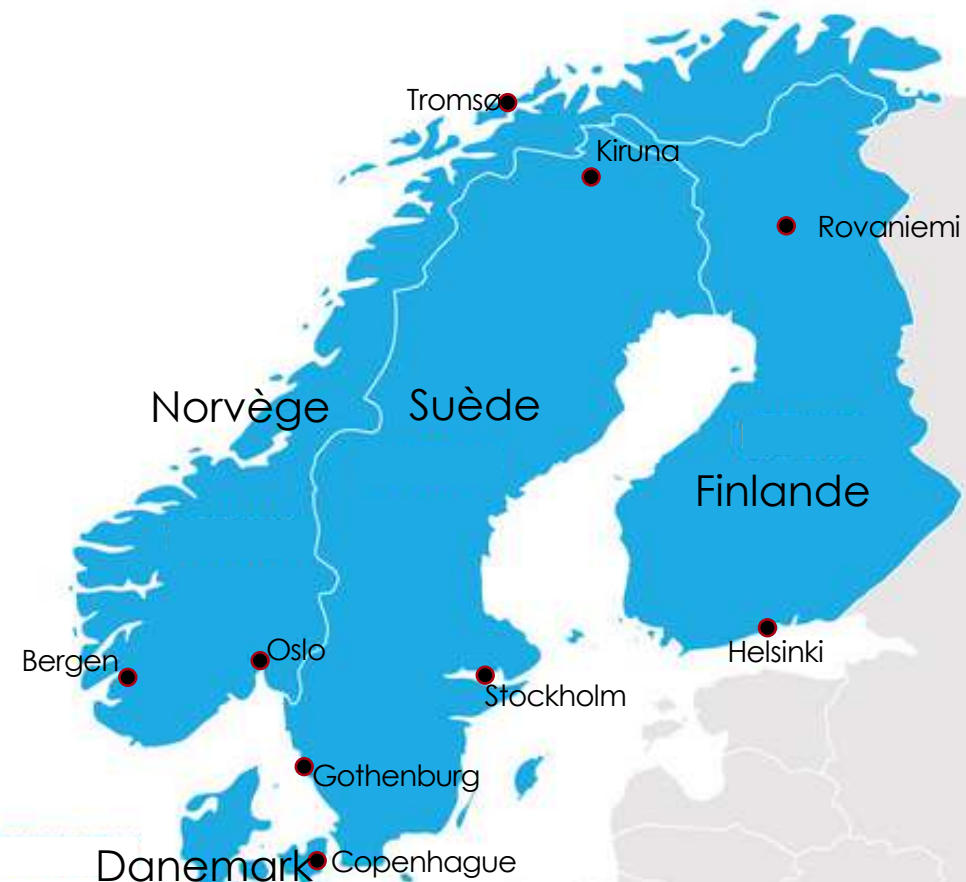 Tromsø
Kiruna
Rovaniemi
Norvège
Suède
Finlande
Bergen
Oslo
Helsinki
Stockholm
Gothenburg
Danemark
Copenhague